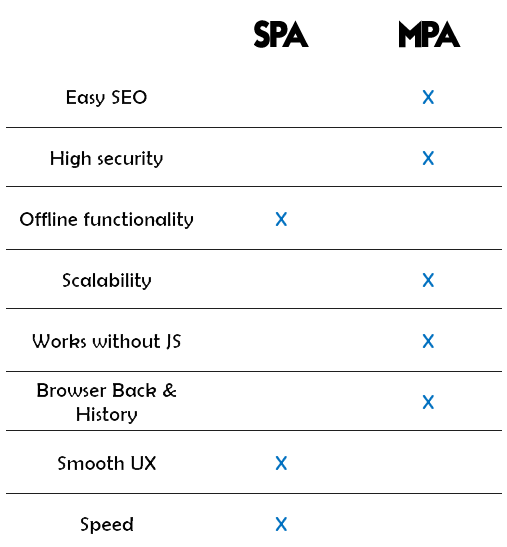 SPA MPA
Easy SEO X
High security X
Offline functionality X
Scalability X
Works without JS X
Browser Back &
History X
Smooth UX X
Speed X